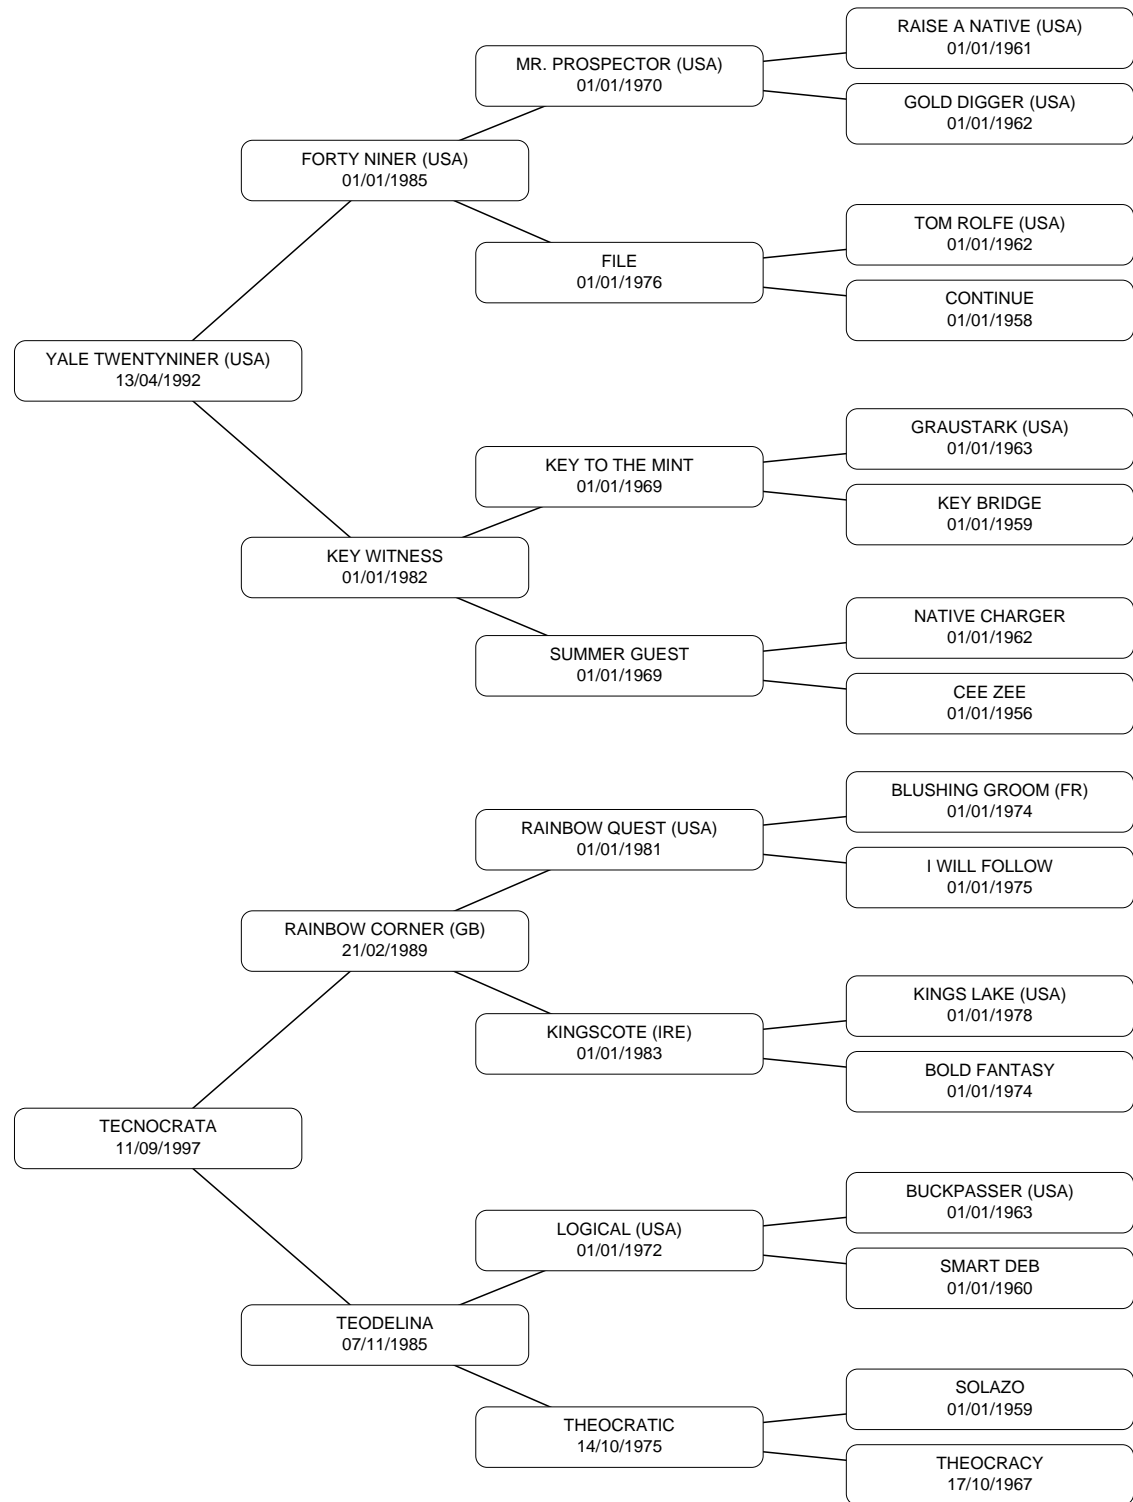 RAISE A NATIVE (USA)
01/01/1961
MR. PROSPECTOR (USA)
01/01/1970
GOLD DIGGER (USA)
01/01/1962
FORTY NINER (USA)
01/01/1985
TOM ROLFE (USA)
01/01/1962
FILE
01/01/1976
CONTINUE
01/01/1958
YALE TWENTYNINER (USA)
13/04/1992
GRAUSTARK (USA)
01/01/1963
KEY TO THE MINT
01/01/1969
KEY BRIDGE
01/01/1959
KEY WITNESS
01/01/1982
NATIVE CHARGER
01/01/1962
SUMMER GUEST
01/01/1969
CEE ZEE
01/01/1956
BLUSHING GROOM (FR)
01/01/1974
RAINBOW QUEST (USA)
01/01/1981
I WILL FOLLOW
01/01/1975
RAINBOW CORNER (GB)
21/02/1989
KINGS LAKE (USA)
01/01/1978
KINGSCOTE (IRE)
01/01/1983
BOLD FANTASY
01/01/1974
TECNOCRATA
11/09/1997
BUCKPASSER (USA)
01/01/1963
LOGICAL (USA)
01/01/1972
SMART DEB
01/01/1960
TEODELINA
07/11/1985
SOLAZO
01/01/1959
THEOCRATIC
14/10/1975
THEOCRACY
17/10/1967